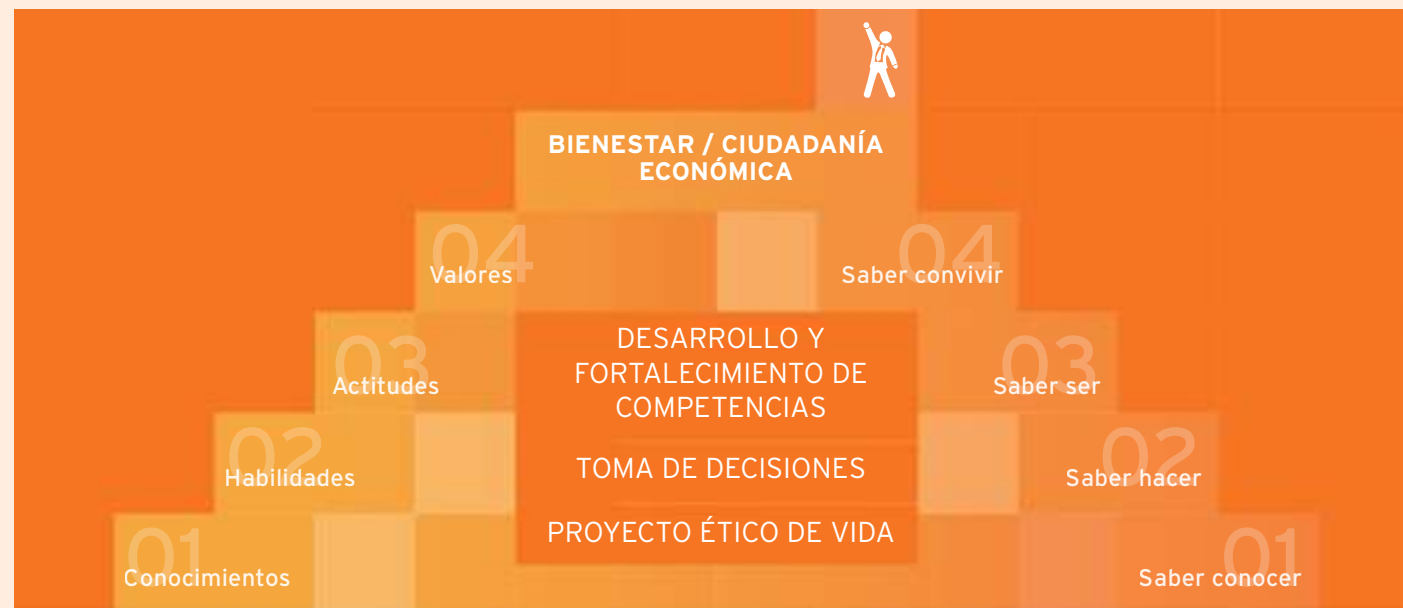 BIENESTAR / CIUDADANÍA
ECONÓMICA
04
Valores
04
Saber convivir
DESARROLLO Y
FORTALECIMIENTO DE
COMPETENCIAS
03
Actitudes
03
Saber ser
02
Habilidades
TOMA DE DECISIONES
02
Saber hacer
PROYECTO ÉTICO DE VIDA
01
Conocimientos
01
Saber conocer